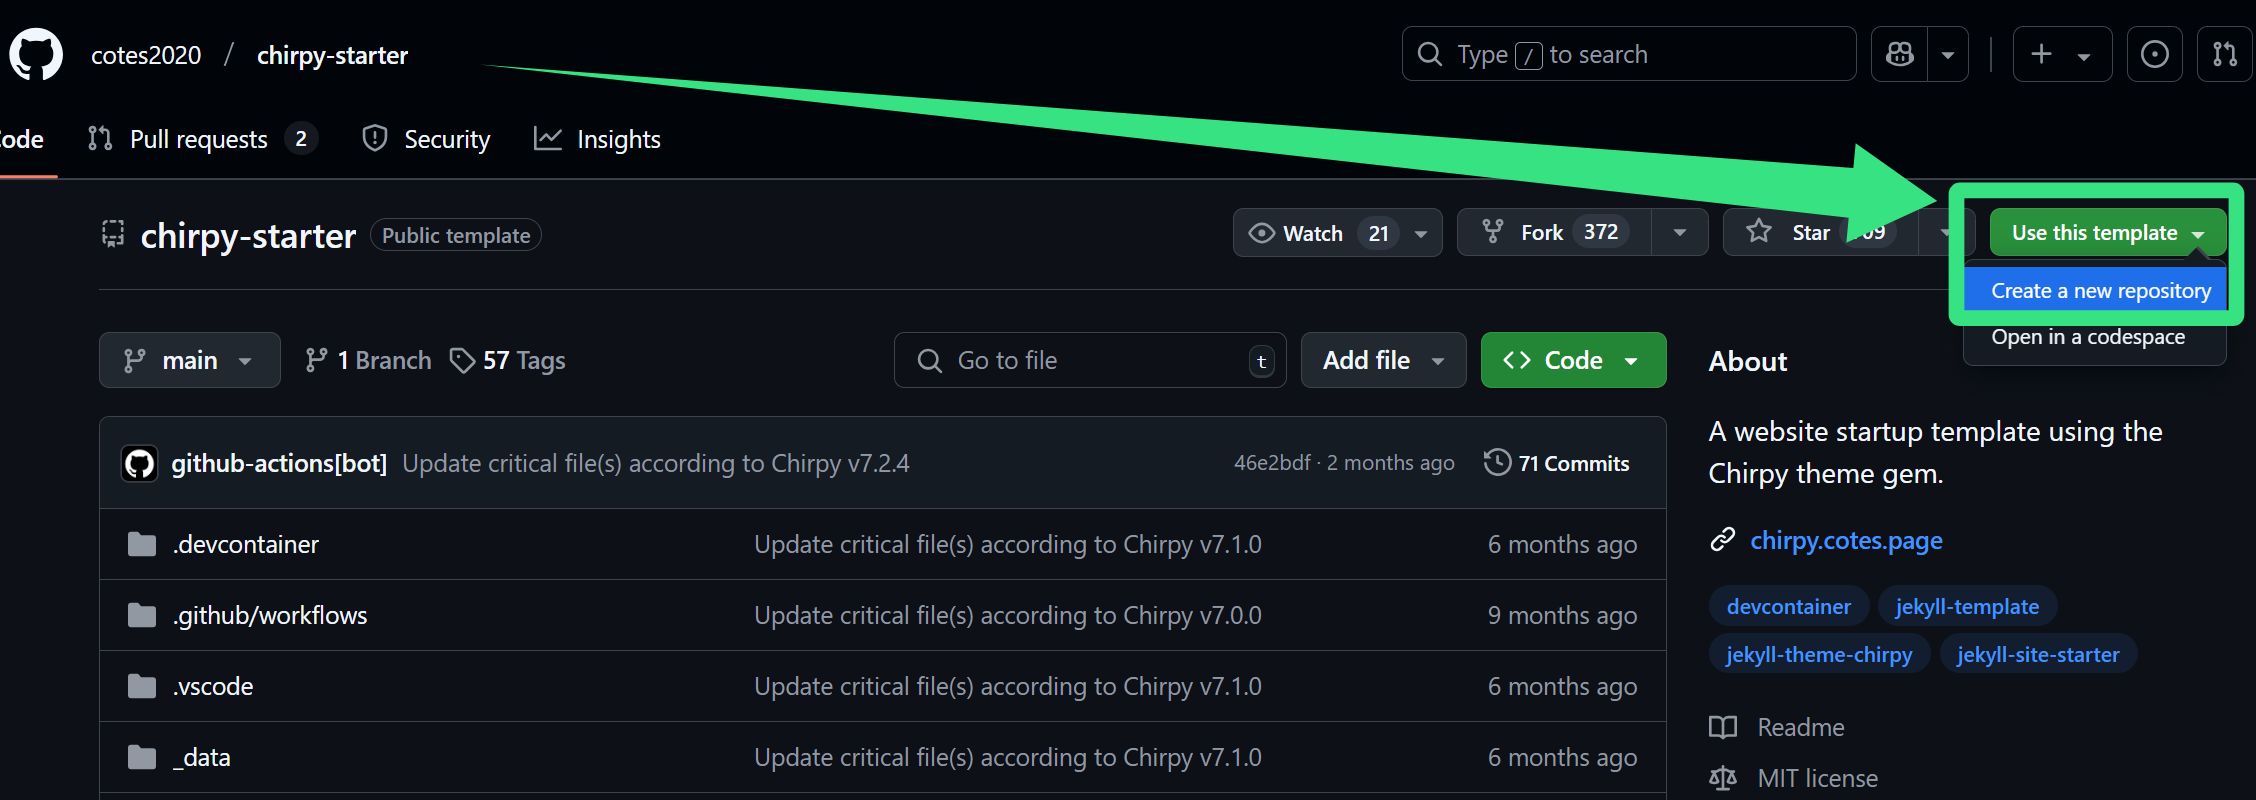 cotes2020 / chirpy-starter
Type / to search
ode
Pull requests 2
Security
Insights
chirpy-starter
Public template
Watch 21
Fork 372
Star
Use this template
Create a new repository
Open in a codespace
main
1 Branch
57 Tags
Go to file t
Add file
Code
About
A website startup template using the
Chirpy theme gem.
chirpy.cotes.page
devcontainer jekyll-template
jekyll-theme-chirpy jekyll-site-starter
Readme
MIT license
github-actions[bot] Update critical file(s) according to Chirpy v7.2.4 46e2bdf · 2 months ago 71 Commits
.devcontainer Update critical file(s) according to Chirpy v7.1.0 6 months ago
.github/workflows Update critical file(s) according to Chirpy v7.0.0 9 months ago
.vscode Update critical file(s) according to Chirpy v7.1.0 6 months ago
_data Update critical file(s) according to Chirpy v7.1.0 6 months ago